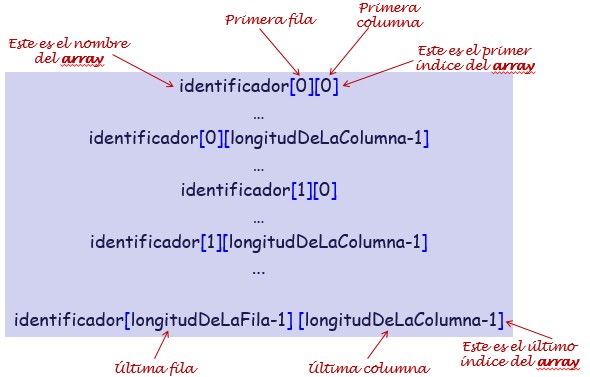 Primera fila
Primera
columna
Este es el nombre
del array
Este es el primer
índice del array
identificador[0][0]
...
identificador[0][longitudDeLaColumna-1]
...
identificador[1][0]
...
identificador[1][longitudDeLaColumna-1]
...
identificador[longitudDeLaFila-1] [longitudDeLaColumna-1]
Este es el último
índice del array
Última fila
Última columna